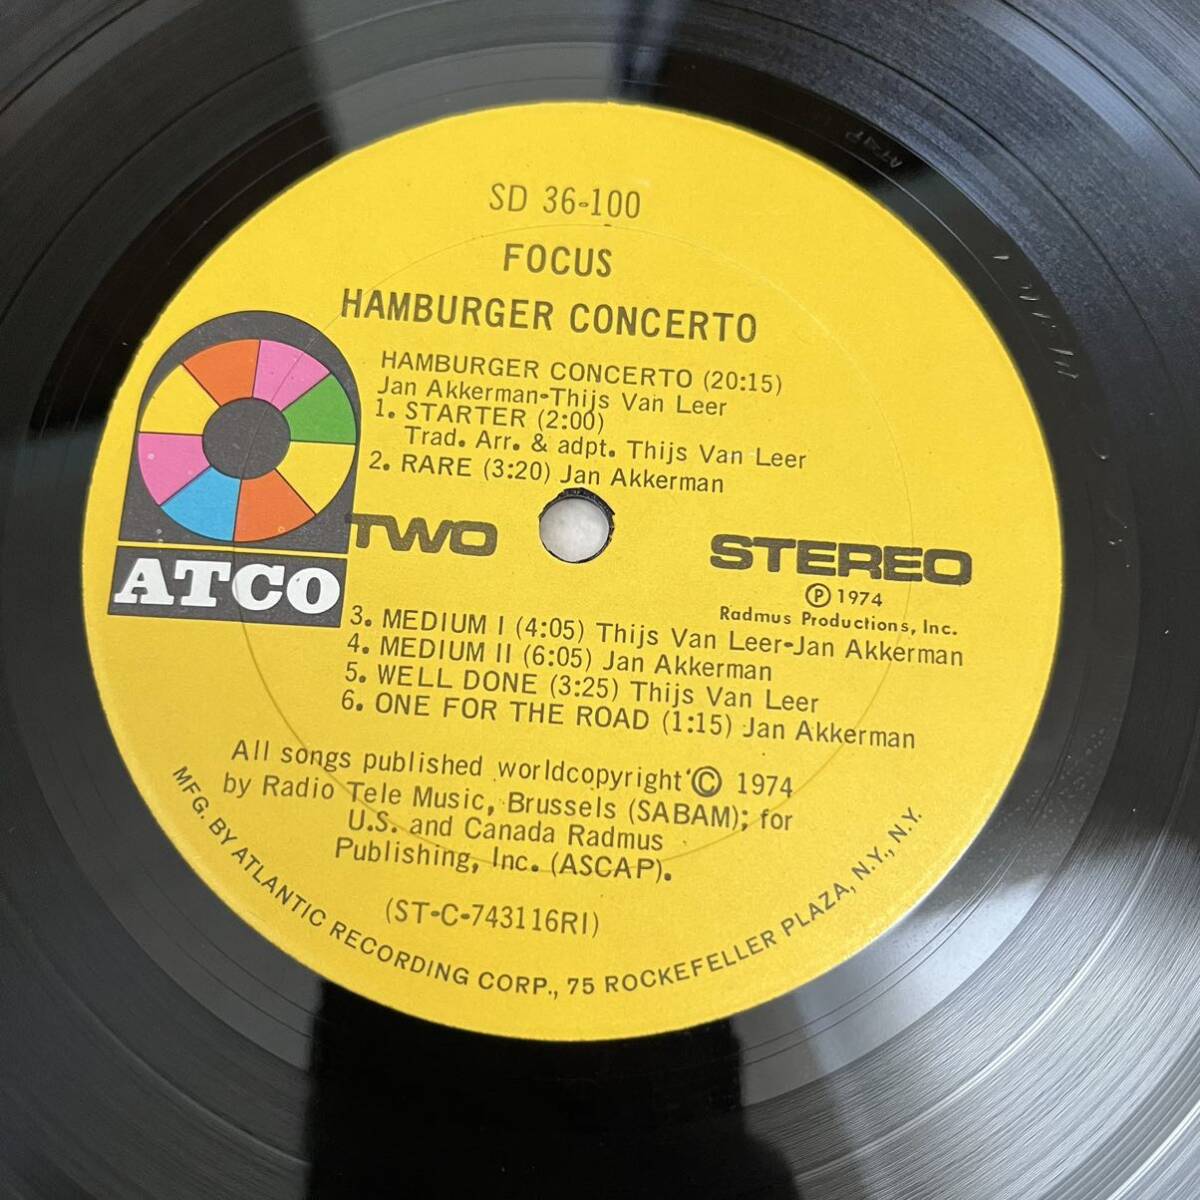 SD 36-100
FOCUS
HAMBURGER CONCERTO
HAMBURGER CONCERTO (20:15)
Jan Akkerman-Thijs Van Leer
1. STARTER (2:00)
Trad. Arr. & adpt. Thijs Van Leer
2. RARE (3:20) Jan Akkerman
TWO
STEREO
ATCO
Ⓟ 1974
Radmus Productions, Inc.
3. MEDIUM I (4:05) Thijs Van Leer-Jan Akkerman
4. MEDIUM II (6:05) Jan Akkerman
5. WELL DONE (3:25) Thijs Van Leer
6. ONE FOR THE ROAD (1:15) Jan Akkerman
All songs published worldcopyright © 1974
by Radio Tele Music, Brussels (SABAM); for
U.S. and Canada Radmus
Publishing, Inc. (ASCAP).
(ST-C-743116RI)
MFG. BY ATLANTIC RECORDING CORP., 75 ROCKEFELLER PLAZA, N.Y., N.Y.